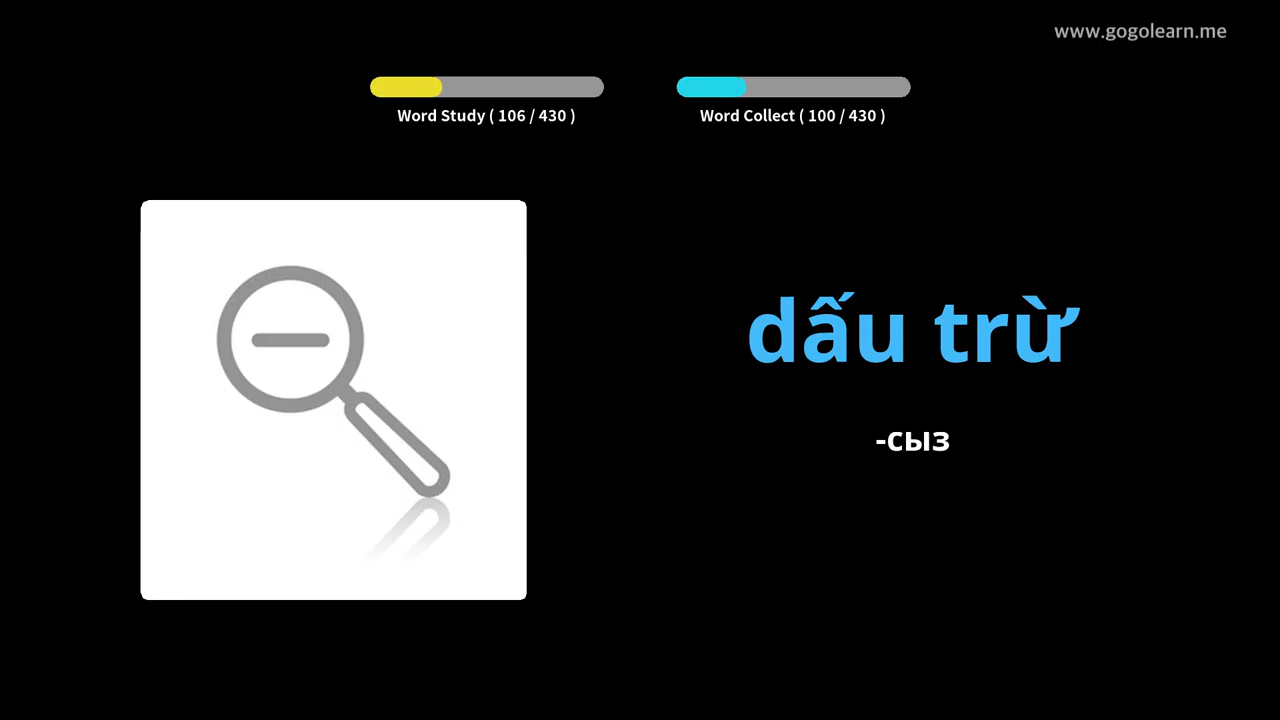 www.gogolearn.me
Word Study ( 106 / 430 )
Word Collect ( 100 / 430 )
dấu trừ
-сыз